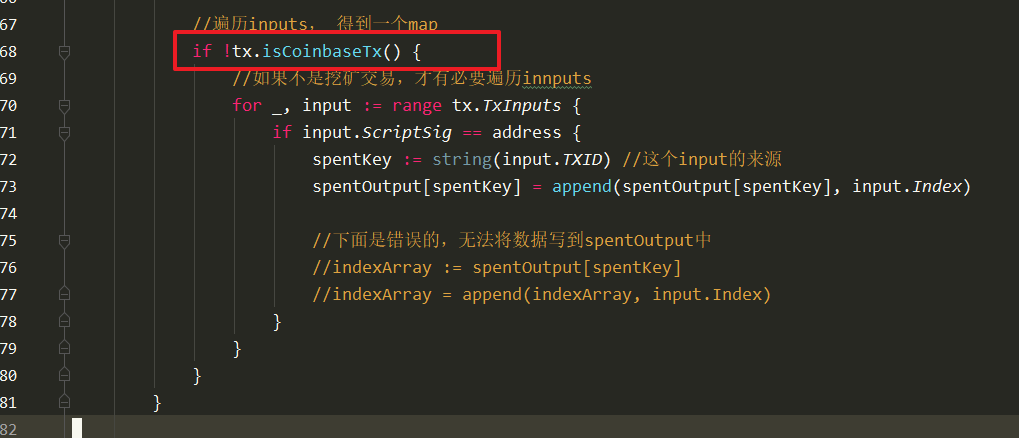 67 //遍历inputs， 得到一个map
68 if !tx.isCoinbaseTx() {
69 //如果不是挖矿交易，才有必要遍历innputs
70 for _, input := range tx.TxInputs {
71 if input.ScriptSig == address {
72 spentKey := string(input.TXID) //这个input的来源
73 spentOutput[spentKey] = append(spentOutput[spentKey], input.Index)
74
75 //下面是错误的，无法将数据写到spentOutput中
76 //indexArray := spentOutput[spentKey]
77 //indexArray = append(indexArray, input.Index)
78 }
79 }
80 }
81 }
82